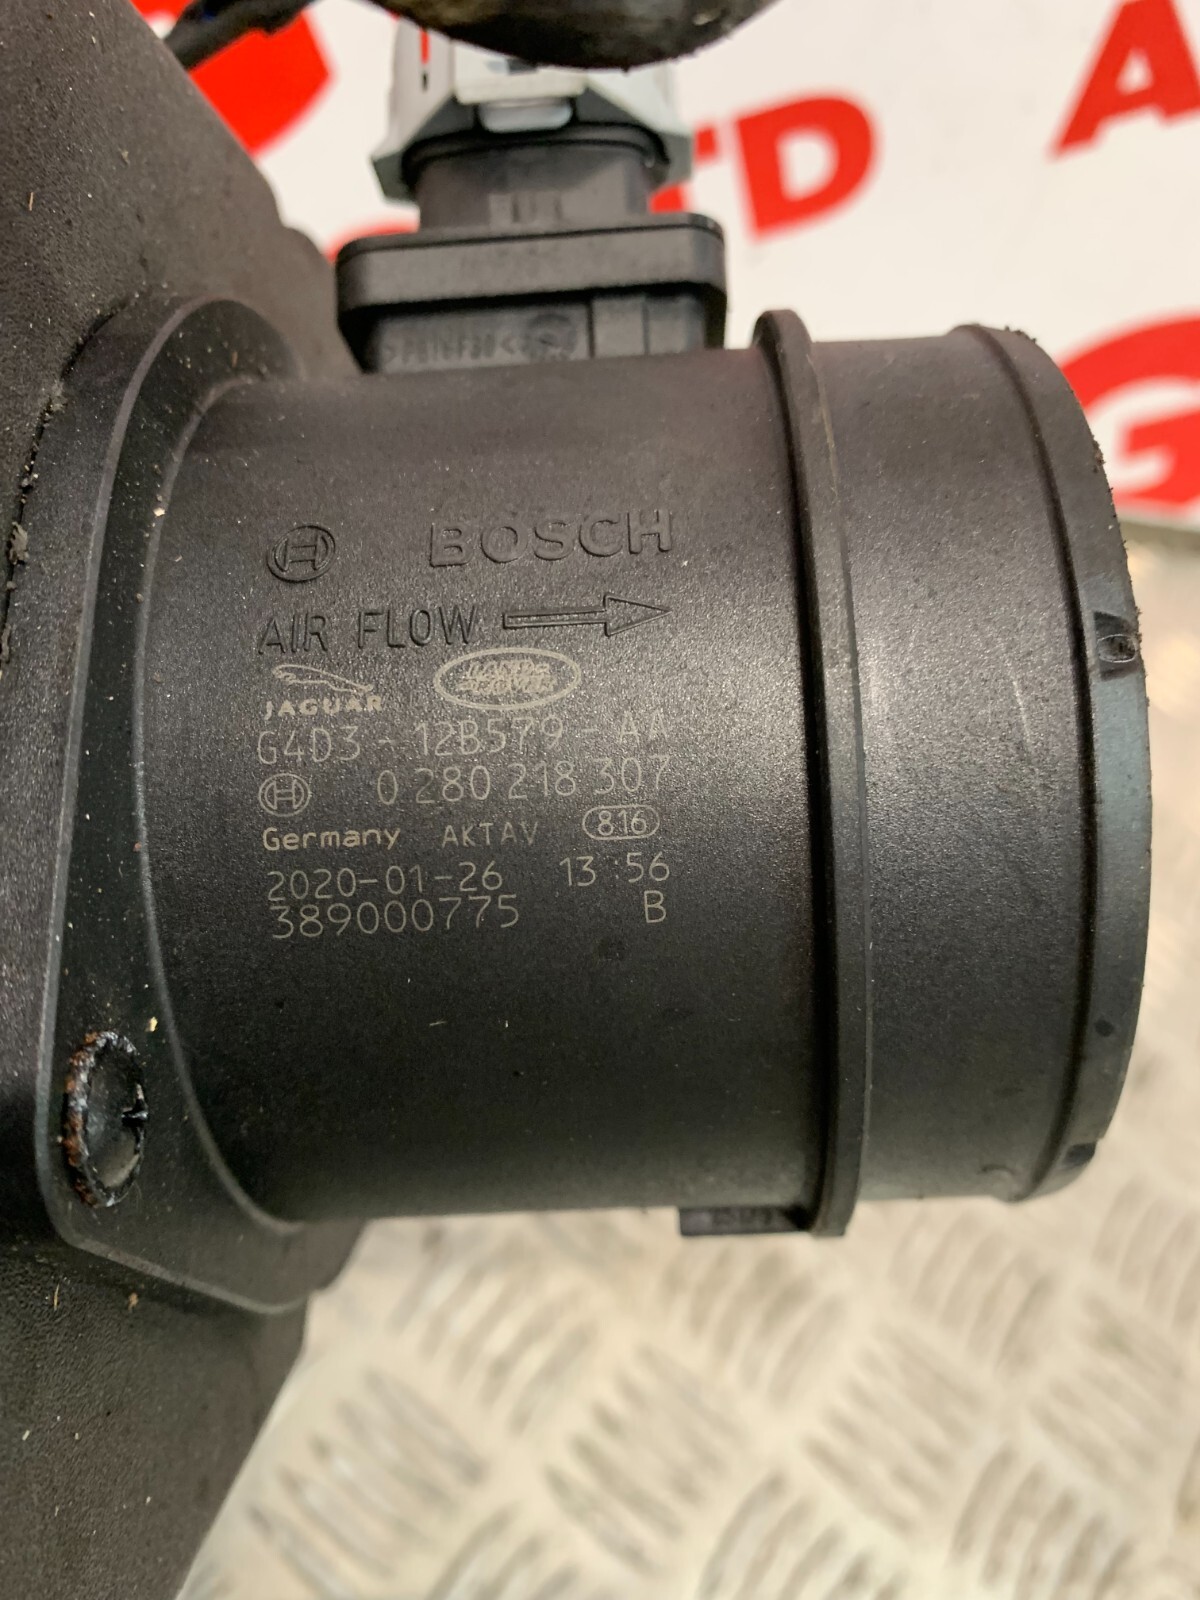 TD
A
G
BOSCH
AIR FLOW
JAGUAR
G4D3 - 12B579 - AA
0 280 218 307
Germany AKTAV 816
2020-01-26 13:56
389000775 B